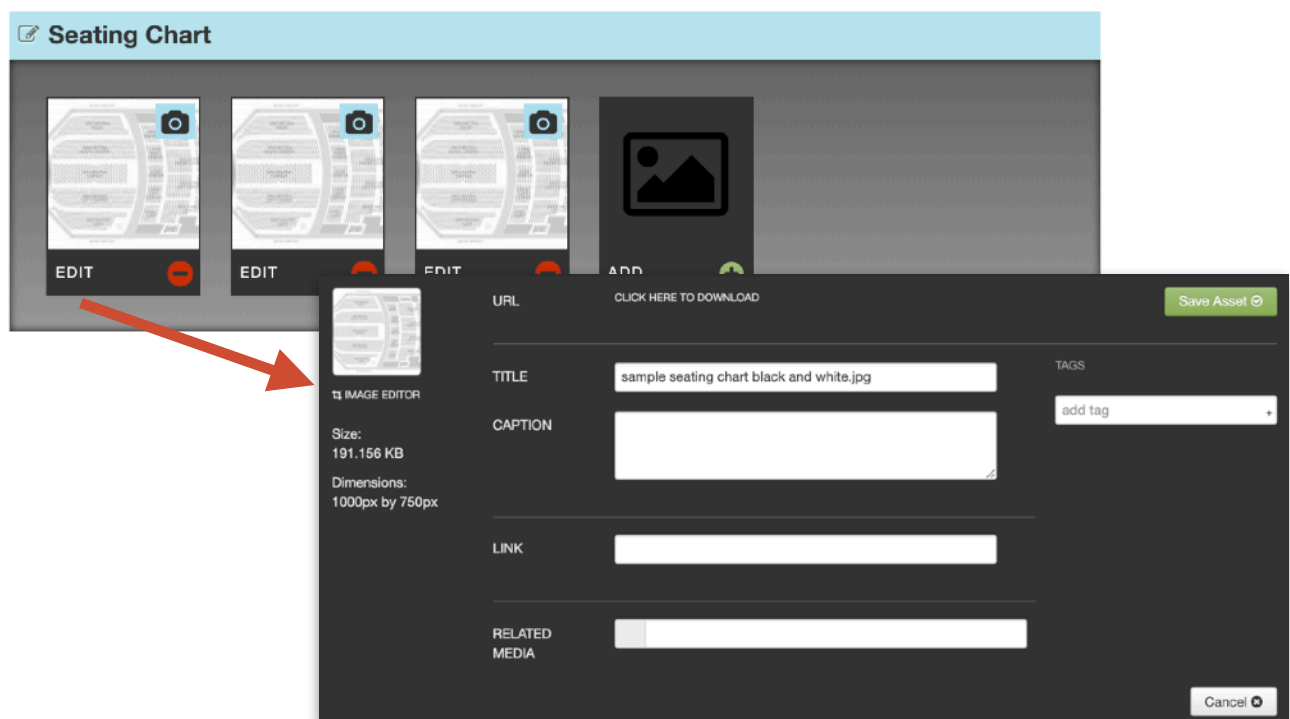 Seating Chart
EDIT
EDIT
EDIT
ADD
URL
CLICK HERE TO DOWNLOAD
Save Asset
TITLE
sample seating chart black and white.jpg
TAGS
add tag
+
IMAGE EDITOR
CAPTION
Size:
191.156 KB
Dimensions:
1000px by 750px
LINK
RELATED
MEDIA
Cancel